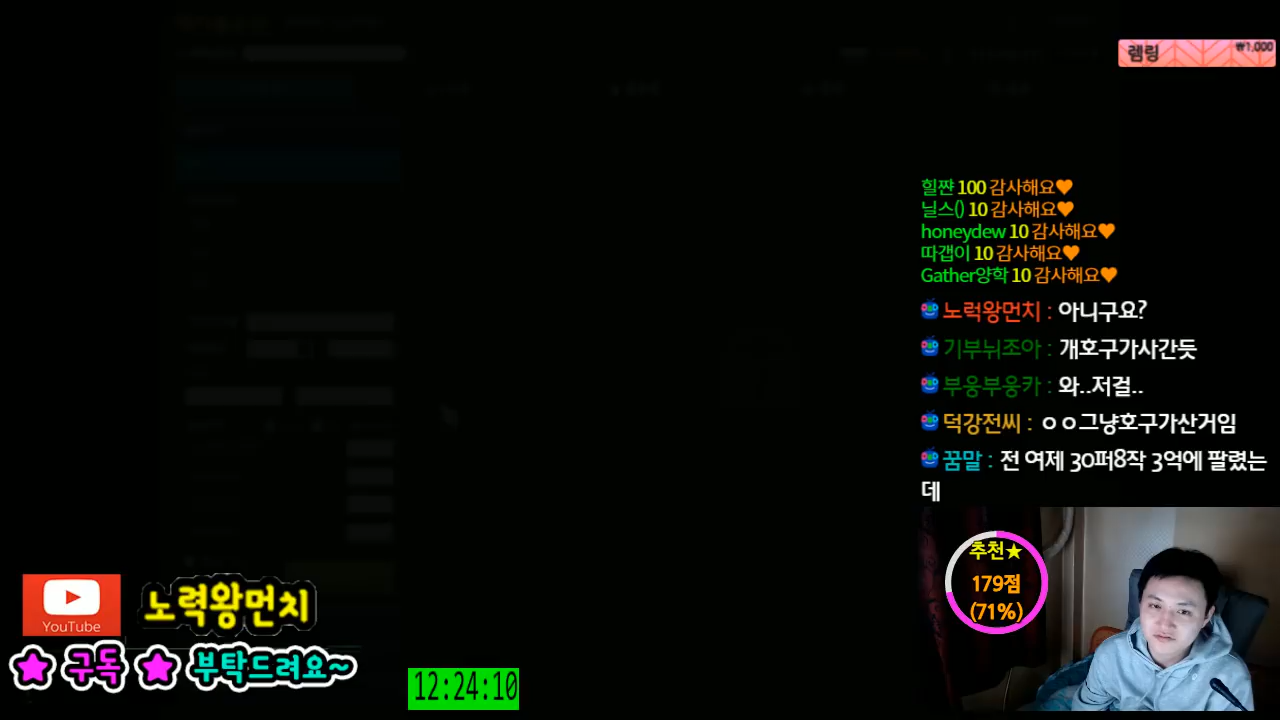 렘링
₩1,000
힐짠 100 감사해요♥
닐스() 10 감사해요♥
honeydew 10 감사해요♥
따갭이 10 감사해요♥
Gather양학 10 감사해요♥
노력왕먼치 : 아니구요?
기부뉘조아 : 개호구가사간듯
부웅부웅카 : 와..저걸..
덕강전씨 : ㅇㅇ그냥호구가산거임
꿈말 : 전 여제 30퍼8작 3억에 팔렸는
데
추천★
179점
(71%)
YouTube
노력왕먼치
★ 구독 ★ 부탁드려요~
12:24:10